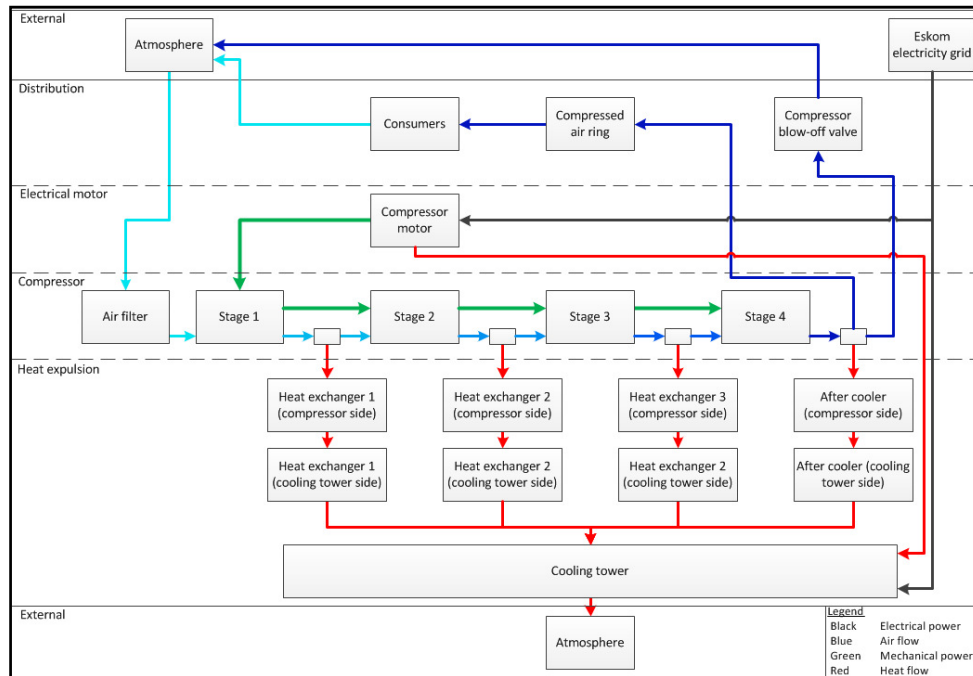 External
Atmosphere
Eskom
electricity grid
Distribution
Consumers
Compressed
air ring
Compressor
blow-off valve
Electrical motor
Compressor
motor
Compressor
Air filter
Stage 1
Stage 2
Stage 3
Stage 4
Heat expulsion
Heat exchanger 1
(compressor side)
Heat exchanger 2
(compressor side)
Heat exchanger 3
(compressor side)
After cooler
(compressor side)
Heat exchanger 1
(cooling tower side)
Heat exchanger 2
(cooling tower side)
Heat exchanger 2
(cooling tower side)
After cooler (cooling
tower side)
Cooling tower
External
Atmosphere
Legend
Black Electrical power
Blue Air flow
Green Mechanical power
Red Heat flow